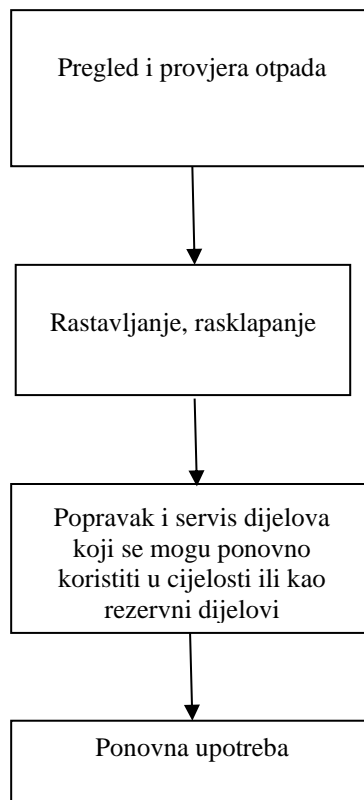 Pregled i provjera otpada
Rastavljanje, rasklapanje
Popravak i servis dijelova
koji se mogu ponovno
koristiti u cijelosti ili kao
rezervni dijelovi
Ponovna upotreba